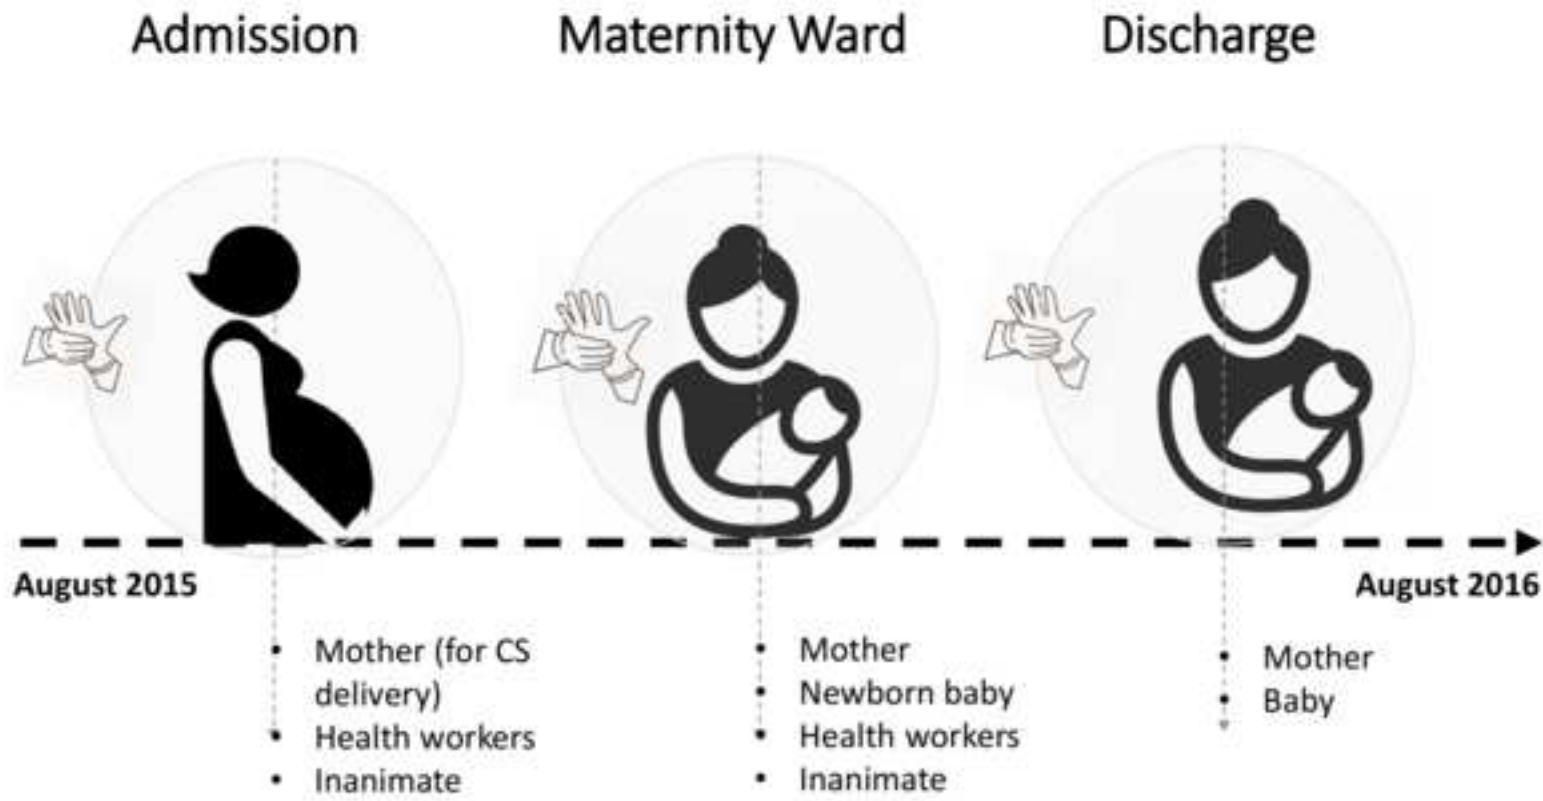 Admission
Maternity Ward
Discharge
August 2015
August 2016
• Mother (for CS
delivery)
• Health workers
• Inanimate
• Mother
• Newborn baby
• Health workers
• Inanimate
• Mother
• Baby